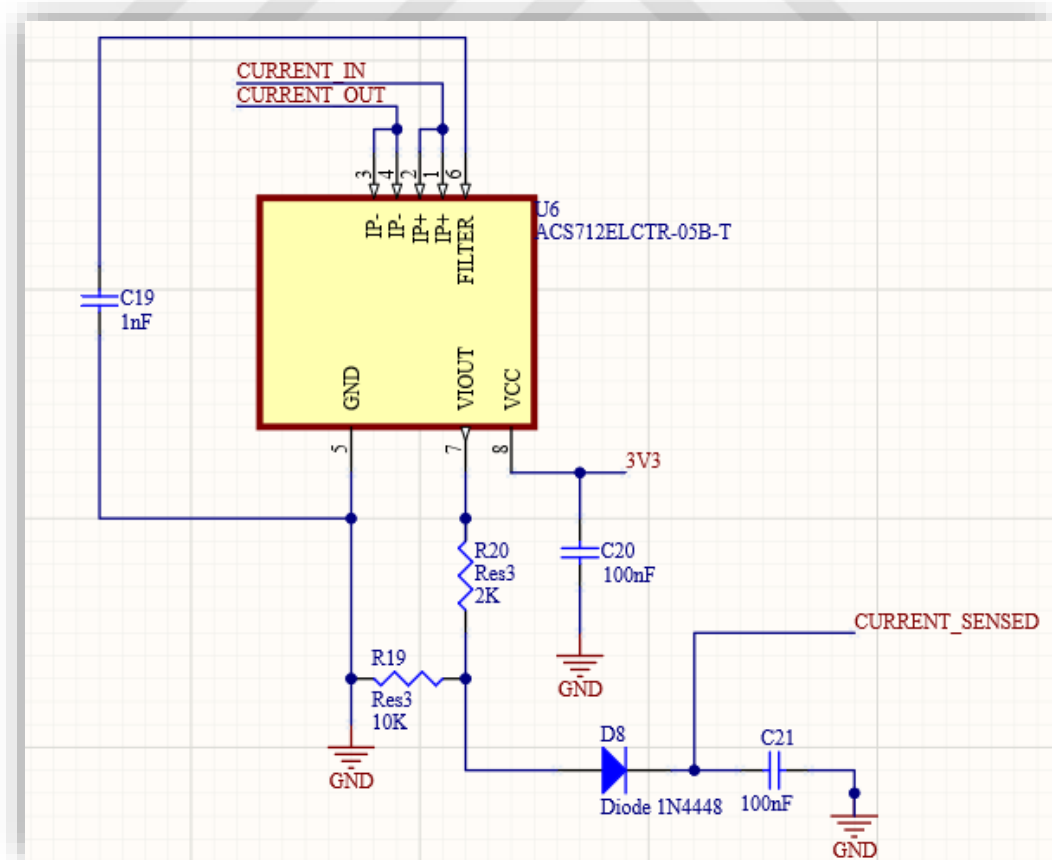 CURRENT_IN
CURRENT_OUT
3
4
2
1
6
IP-
IP-
IP+
IP+
FILTER
U6
ACS712ELCTR-05B-T
C19
1nF
GND
VIOUT
VCC
5
7
8
3V3
R20
Res3
2K
C20
100nF
CURRENT_SENSED
R19
Res3
10K
GND
GND
D8
C21
Diode 1N4448
100nF
GND